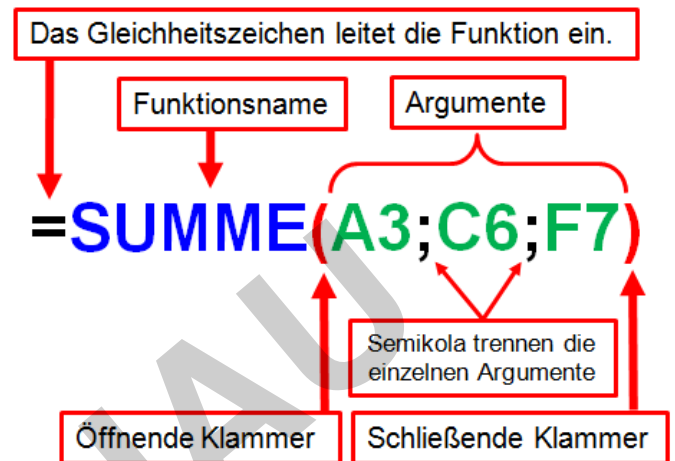 Das Gleichheitszeichen leitet die Funktion ein.
Funktionsname
Argumente
=SUMME(A3;C6;F7)
Semikola trennen die
einzelnen Argumente
Öffnende Klammer
Schließende Klammer